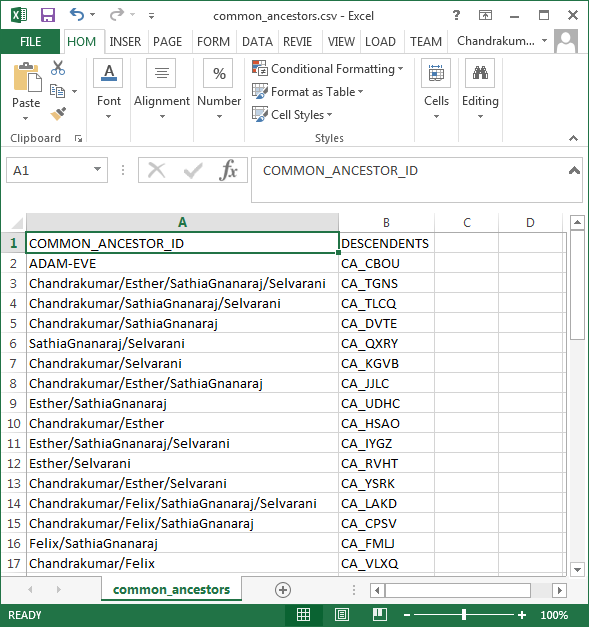 common_ancestors.csv - Excel
FILE HOM INSER PAGE FORM DATA REVIE VIEW LOAD TEAM Chandrakum...
Paste Font Alignment Number Conditional Formatting Format as Table Cell Styles Cells Editing
Clipboard Styles
A1 fx COMMON_ANCESTOR_ID
A B C D
1 COMMON_ANCESTOR_ID DESCENDENTS
2 ADAM-EVE CA_CBOU
3 Chandrakumar/Esther/SathiaGnanaraj/Selvarani CA_TGNS
4 Chandrakumar/SathiaGnanaraj/Selvarani CA_TLCQ
5 Chandrakumar/SathiaGnanaraj CA_DVTE
6 SathiaGnanaraj/Selvarani CA_QXRY
7 Chandrakumar/Selvarani CA_KGVB
8 Chandrakumar/Esther/SathiaGnanaraj CA_JJLC
9 Esther/SathiaGnanaraj CA_UDHC
10 Chandrakumar/Esther CA_HSAO
11 Esther/SathiaGnanaraj/Selvarani CA_IYGZ
12 Esther/Selvarani CA_RVHT
13 Chandrakumar/Esther/Selvarani CA_YSRK
14 Chandrakumar/Felix/SathiaGnanaraj/Selvarani CA_LAKD
15 Chandrakumar/Felix/SathiaGnanaraj CA_CPSV
16 Felix/SathiaGnanaraj CA_FMLJ
17 Chandrakumar/Felix CA_VLXQ
common_ancestors
READY 100%